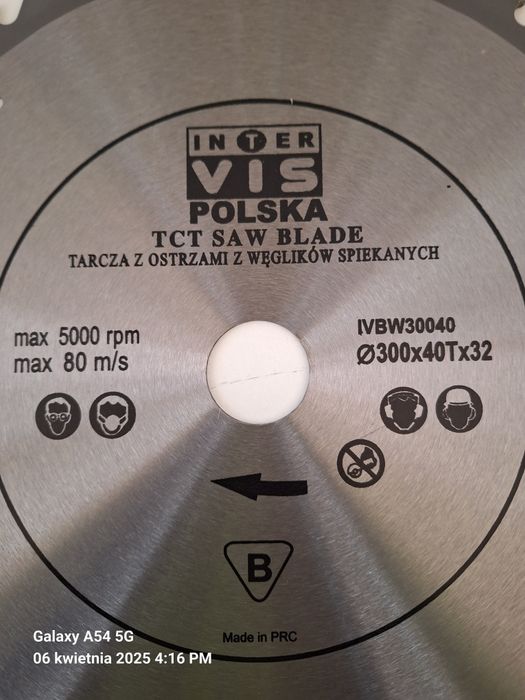 INTER
VIS
POLSKA
TCT SAW BLADE
TARCZA Z OSTRZAMI Z WĘGLIKÓW SPIEKANYCH
max 5000 rpm
max 80 m/s
IVBW30040
Ø300x40Tx32
B
Made in PRC
Galaxy A54 5G
06 kwietnia 2025 4:16 PM